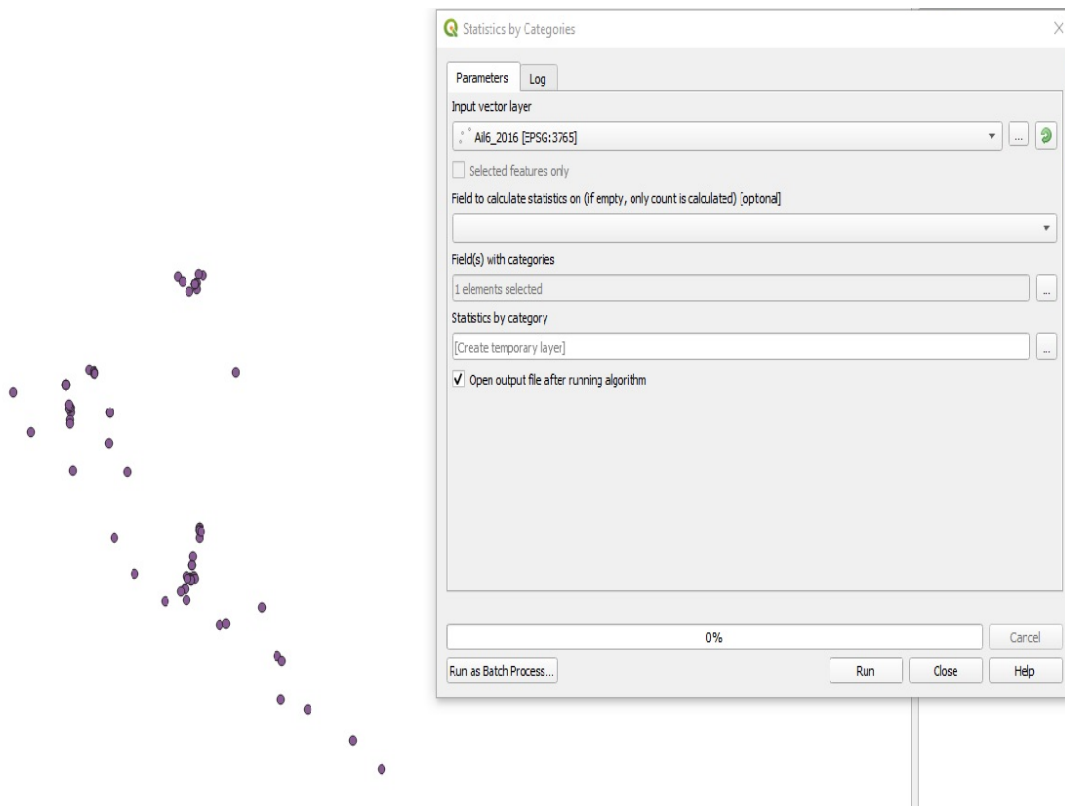 Statistics by Categories
Parameters Log
Input vector layer
Ail6_2016 [EPSG:3765]
...
Selected features only
Field to calculate statistics on (if empty, only count is calculated) [optional]
Field(s) with categories
1 elements selected
...
Statistics by category
[Create temporary layer]
...
Open output file after running algorithm
0%
Cancel
Run as Batch Process...
Run
Close
Help